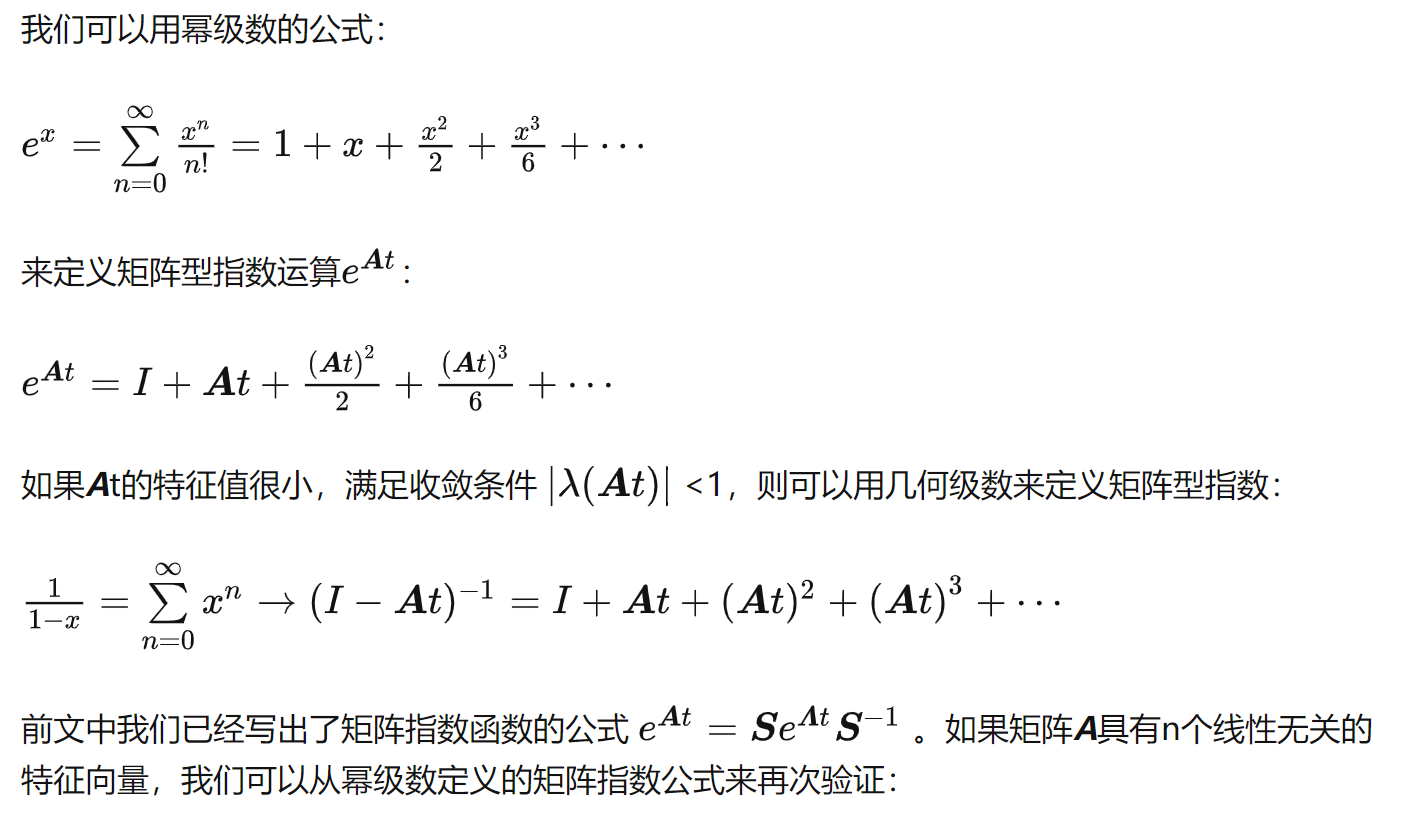 我们可以用幂级数的公式：
$e^x = \sum_{n=0}^{\infty} \frac{x^n}{n!} = 1 + x + \frac{x^2}{2} + \frac{x^3}{6} + \cdots$
来定义矩阵型指数运算$e^{\boldsymbol{A}t}$：
$e^{\boldsymbol{A}t} = I + \boldsymbol{A}t + \frac{(\boldsymbol{A}t)^2}{2} + \frac{(\boldsymbol{A}t)^3}{6} + \cdots$
如果At的特征值很小，满足收敛条件 $|\lambda(\boldsymbol{A}t)|$ <1，则可以用几何级数来定义矩阵型指数：
$\frac{1}{1-x} = \sum_{n=0}^{\infty} x^n \rightarrow (I - \boldsymbol{A}t)^{-1} = I + \boldsymbol{A}t + (\boldsymbol{A}t)^2 + (\boldsymbol{A}t)^3 + \cdots$
前文中我们已经写出了矩阵指数函数的公式 $e^{\boldsymbol{A}t} = \boldsymbol{S}e^{\boldsymbol{\Lambda}t}\boldsymbol{S}^{-1}$ 。如果矩阵A具有n个线性无关的
特征向量，我们可以从幂级数定义的矩阵指数公式来再次验证：